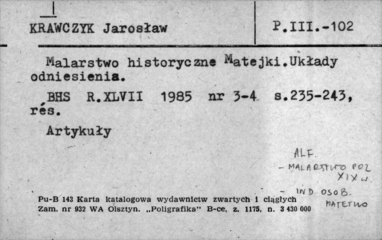 KRAWCZYK Jarosław P.III.-102
Malarstwo historyczne Matejki.Układy
odniesienia.
BHS R.XLVII 1985 nr 3-4 s.235-243,
rés.
Artykuły
ALF.
- MALARSTWO POL
XIX w
- IND. OSOB.
MATEJKO
Pu-B 143 Karta katalogowa wydawnictw zwartych i ciągłych
Zam. nr 932 WA Olsztyn. „Poligrafika" B-ce, z. 1175, n. 3 430 000